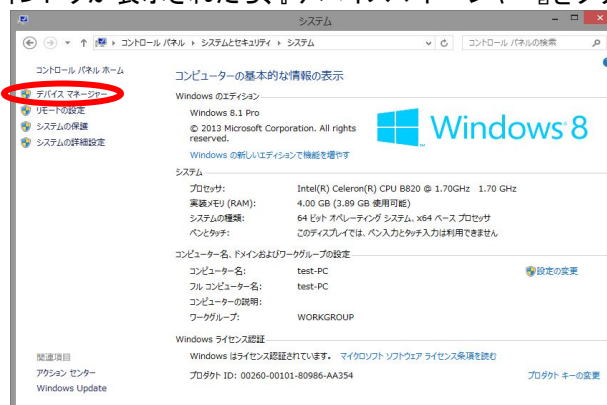 システム
コントロール パネル ▸ システムとセキュリティ ▸ システム
コントロール パネルの検索
コントロール パネル ホーム
デバイス マネージャー
リモートの設定
システムの保護
システムの詳細設定
コンピューターの基本的な情報の表示
Windows のエディション
Windows 8.1 Pro
© 2013 Microsoft Corporation. All rights
reserved.
Windows の新しいエディションで機能を増やす
Windows 8
システム
プロセッサ: Intel(R) Celeron(R) CPU B820 @ 1.70GHz 1.70 GHz
実装メモリ (RAM): 4.00 GB (3.89 GB 使用可能)
システムの種類: 64 ビット オペレーティング システム、x64 ベース プロセッサ
ペンとタッチ: このディスプレイでは、ペン入力とタッチ入力は利用できません
コンピューター名、ドメインおよびワークグループの設定
コンピューター名: test-PC 設定の変更
フル コンピューター名: test-PC
コンピューターの説明:
ワークグループ: WORKGROUP
Windows ライセンス認証
Windows はライセンス認証されています。 マイクロソフト ソフトウェア ライセンス条項を読む
プロダクト ID: 00260-00101-80986-AA354 プロダクト キーの変更
関連項目
アクション センター
Windows Update